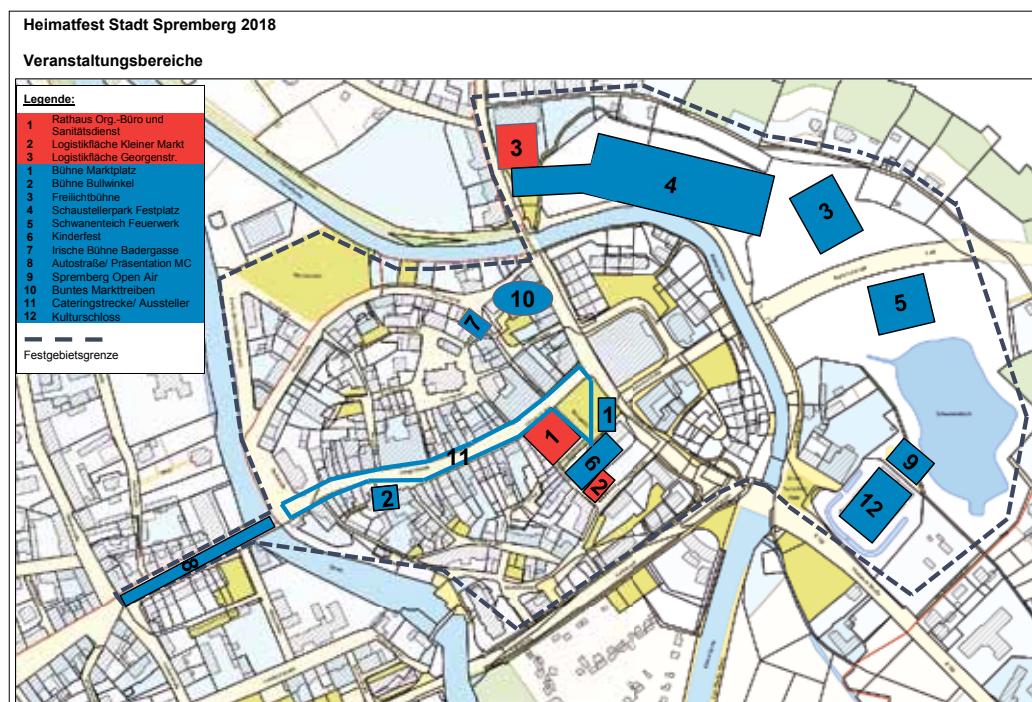 Heimatfest Stadt Spremberg 2018
Veranstaltungsbereiche
Legende:
1 Rathaus Org.-Büro und
Sanitätsdienst
2 Logistikfläche Kleiner Markt
3 Logistikfläche Georgenstr.
1 Bühne Marktplatz
2 Bühne Bullwinkel
3 Freilichtbühne
4 Schaustellerpark Festplatz
5 Schwanenteich Feuerwerk
6 Kinderfest
7 Irische Bühne Badergasse
8 Autostraße/ Präsentation MC
9 Spremberg Open Air
10 Buntes Markttreiben
11 Cateringstrecke/ Aussteller
12 Kulturschloss
Festgebietsgrenze
3
4
3
5
10
7
1
1
11
6
2
2
9
12
8